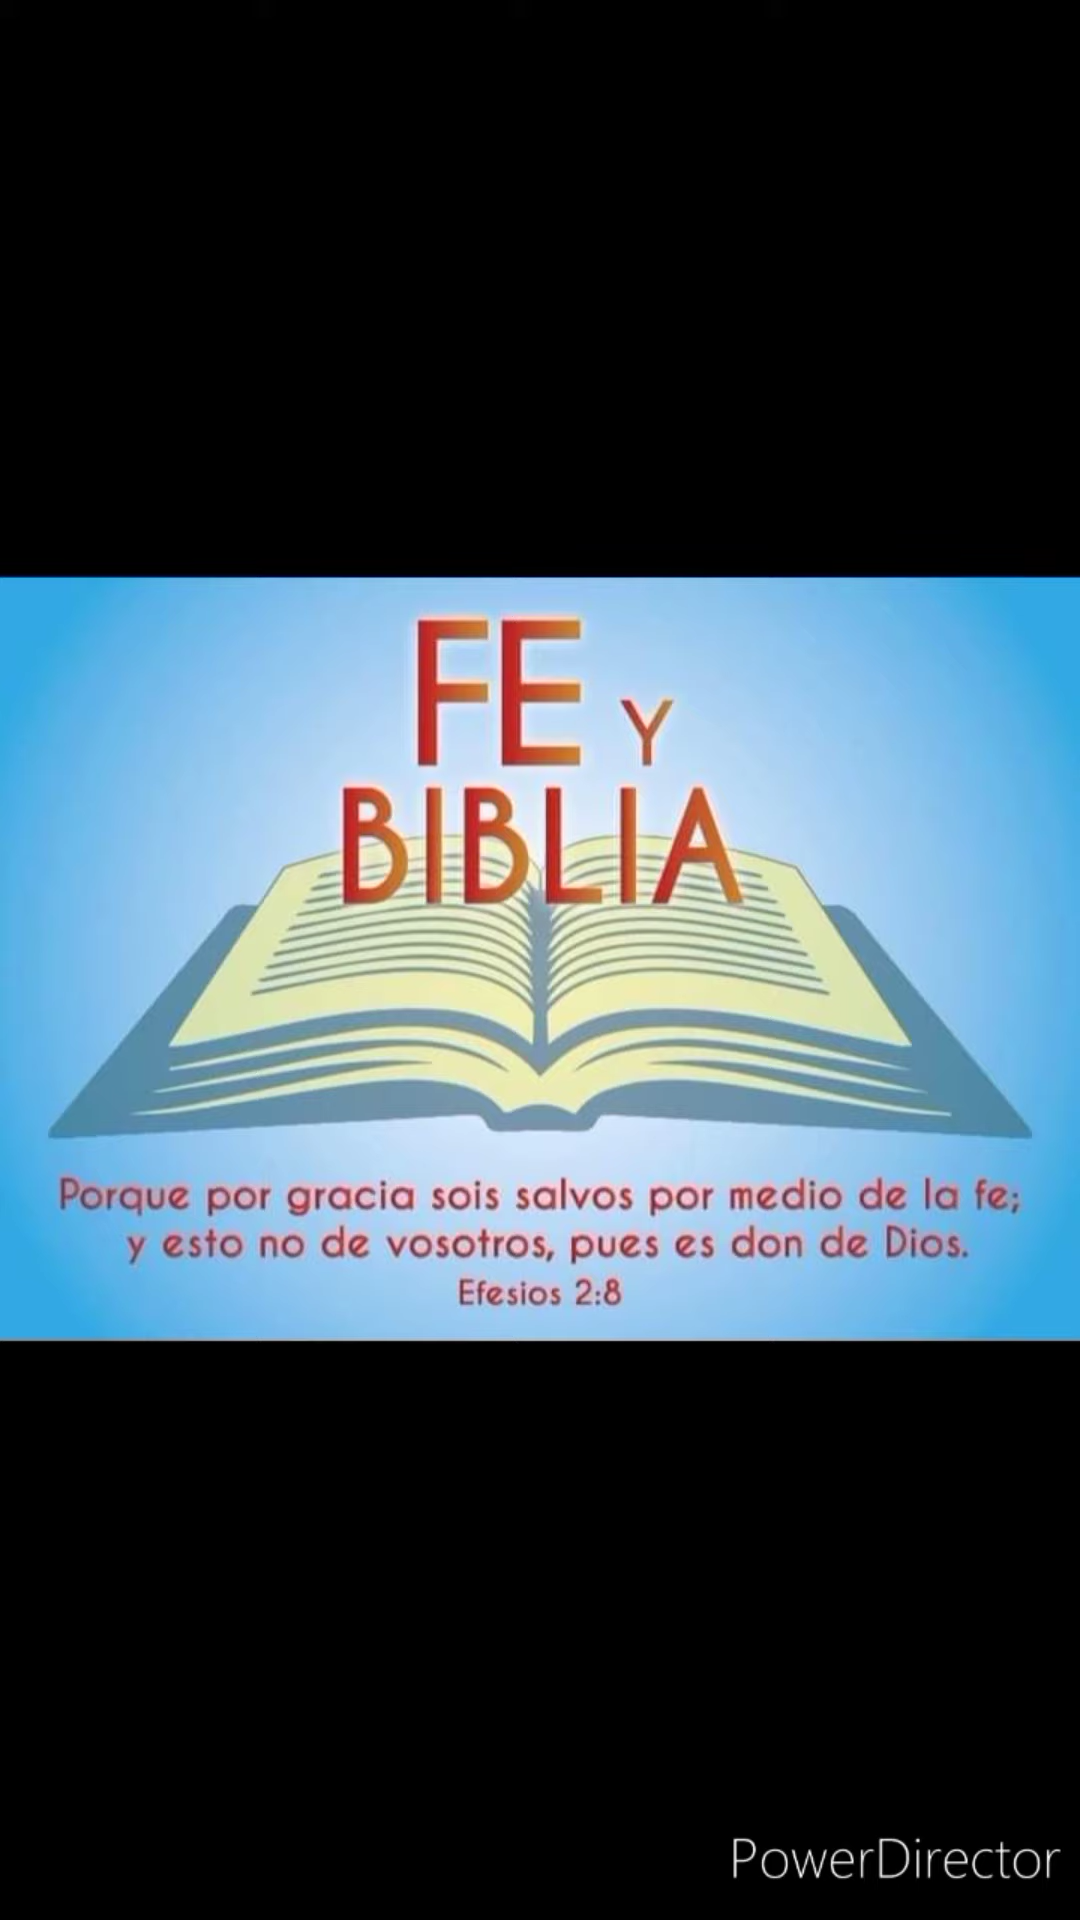 FE Y
BIBLIA
Porque por gracia sois salvos por medio de la fe;
y esto no de vosotros, pues es don de Dios.
Efesios 2:8
PowerDirector